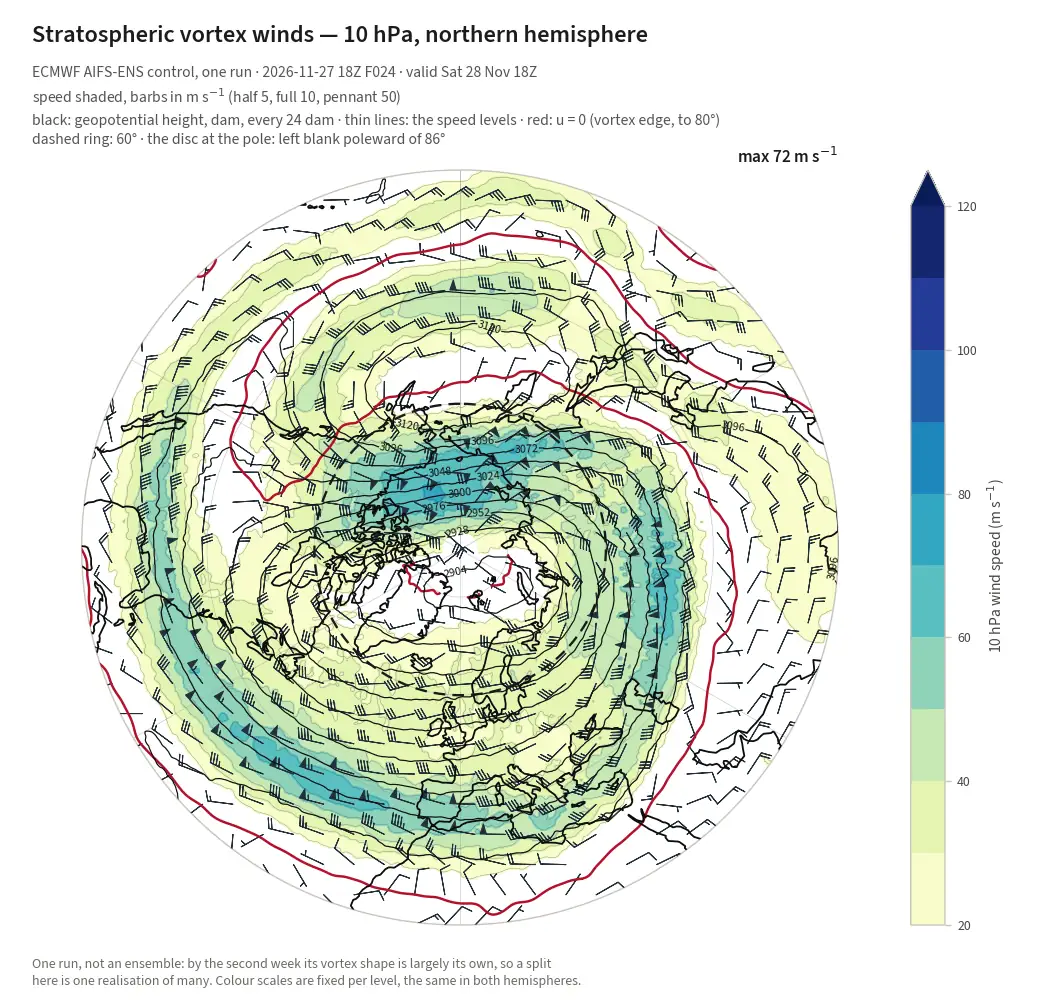 Stratospheric vortex winds — 10 hPa, northern hemisphere
ECMWF AIFS-ENS control, one run · 2026-11-27 18Z F024 · valid Sat 28 Nov 18Z
speed shaded, barbs in m s⁻¹ (half 5, full 10, pennant 50)
black: geopotential height, dam, every 24 dam · thin lines: the speed levels · red: u = 0 (vortex edge, to 80°)
dashed ring: 60° · the disc at the pole: left blank poleward of 86°
max 72 m s⁻¹
120
100
80
60
40
20
10 hPa wind speed (m s⁻¹)
3120
3120
3096
3096
3096
3072
3048
3024
3000
2976
2952
2928
2904
3096
One run, not an ensemble: by the second week its vortex shape is largely its own, so a split
here is one realisation of many. Colour scales are fixed per level, the same in both hemispheres.